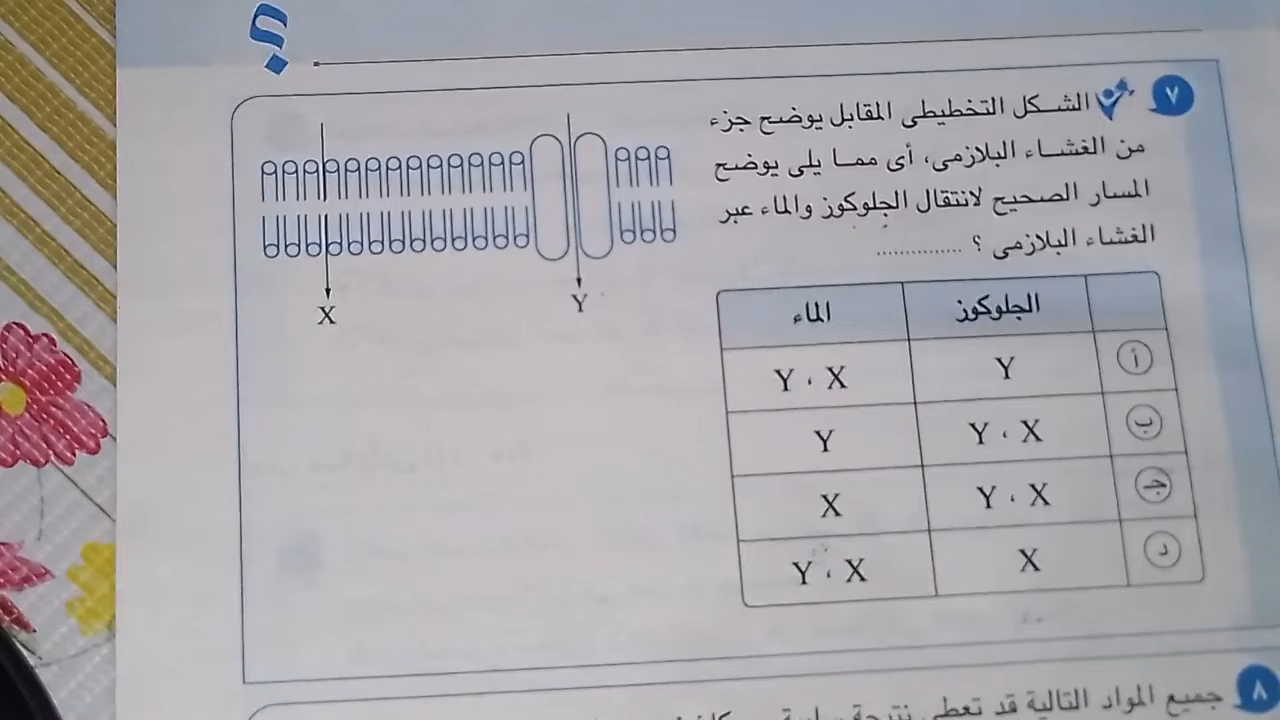 ٧ الشكل التخطيطى المقابل يوضح جزء
من الغشاء البلازمى، أى مما يلى يوضح
المسار الصحيح لانتقال الجلوكوز والماء عبر
الغشاء البلازمى ؟ ...............
X
Y
الجلوكوز الماء
أ Y Y ، X
ب Y ، X Y
جـ Y ، X X
د X Y ، X
٨ جميع المواد التالية قد تعطى نتيجة